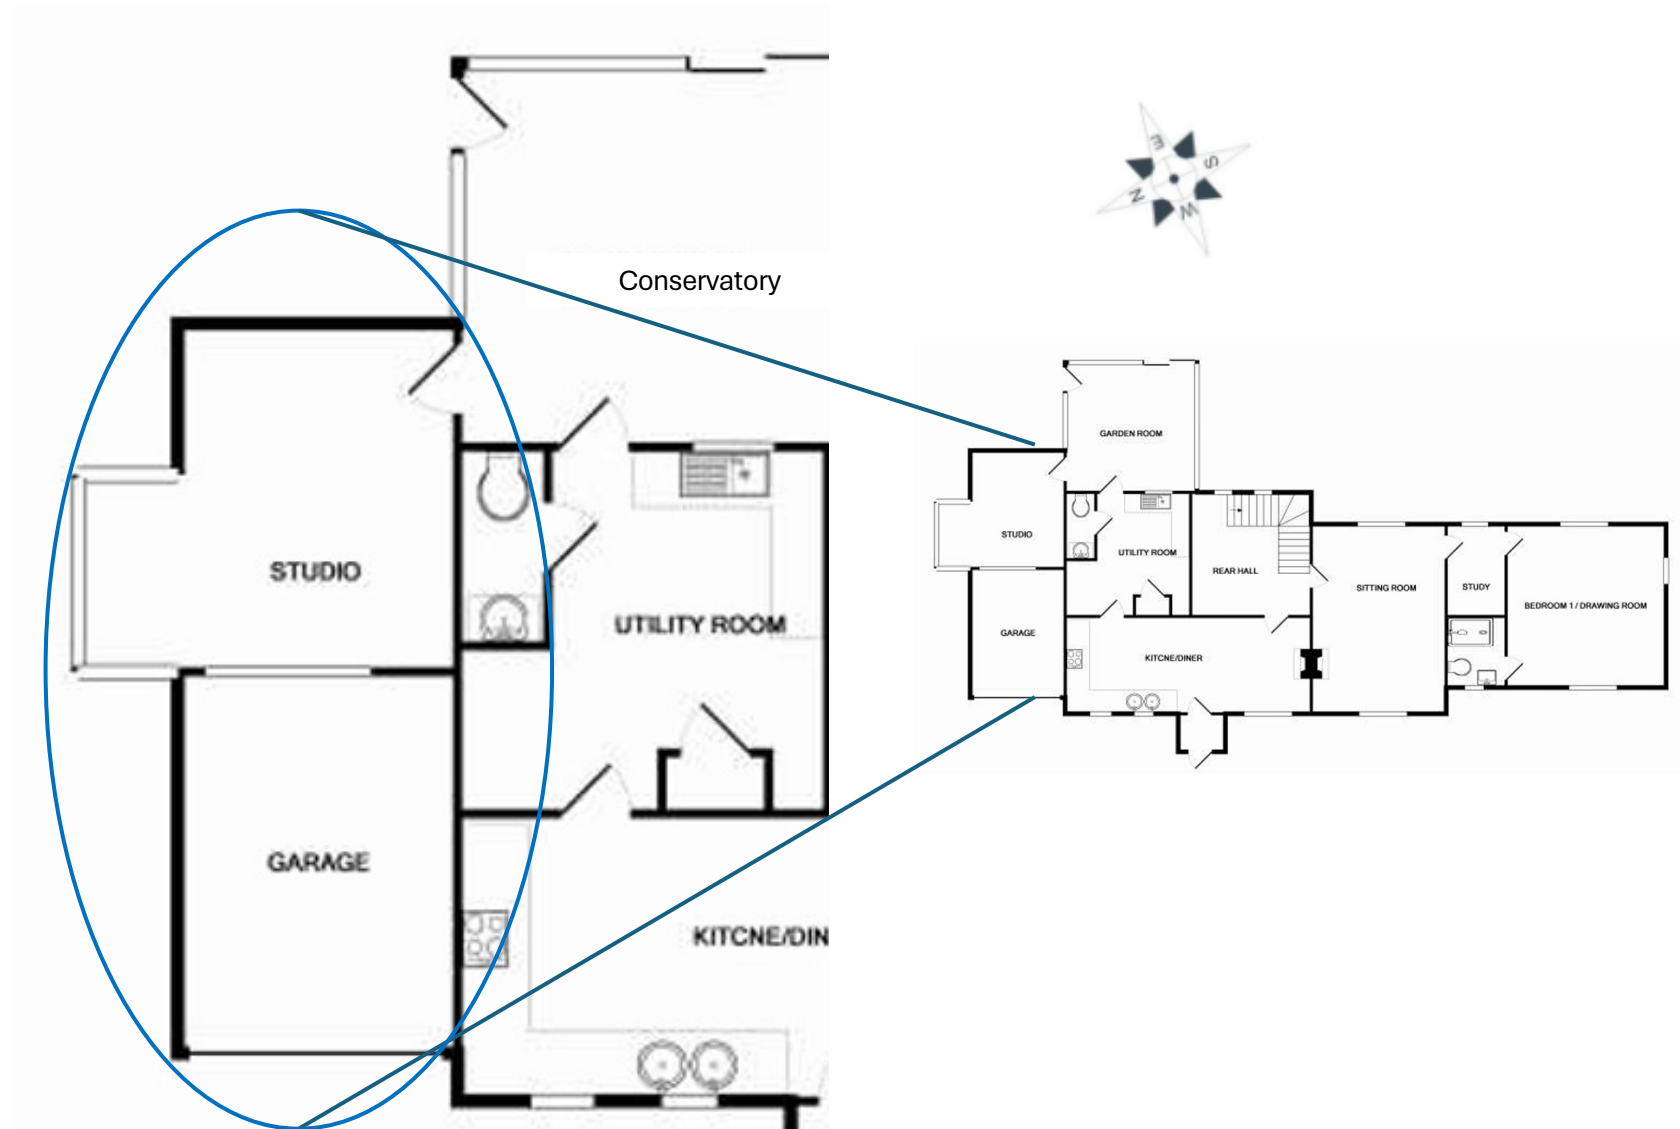 Conservatory
STUDIO
UTILITY ROOM
GARAGE
KITCNE/DIN
E
S
N
W
GARDEN ROOM
STUDIO
UTILITY ROOM
REAR HALL
SITTING ROOM
STUDY
BEDROOM 1 / DRAWING ROOM
GARAGE
KITCNE/DINER